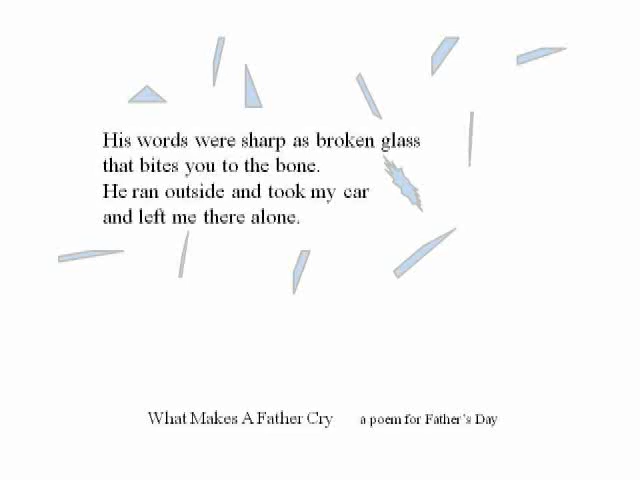 His words were sharp as broken glass
that bites you to the bone.
He ran outside and took my car
and left me there alone.
What Makes A Father Cry a poem for Father's Day